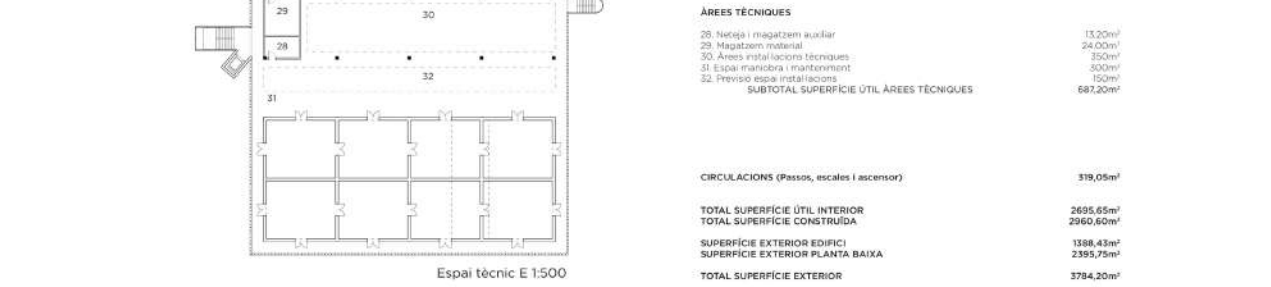 29
30
28
32
31
Espai tècnic E 1:500
ÀREES TÈCNIQUES
28. Neteja i magatzem auxiliar 13,20m²
29. Magatzem material 24,00m²
30. Àrees instal·lacions tècniques 350m²
31. Espai maniobra i manteniment 300m²
32. Previsió espai instal·lacions 150m²
SUBTOTAL SUPERFÍCIE ÚTIL ÀREES TÈCNIQUES 687,20m²
CIRCULACIONS (Passos, escales i ascensor) 319,05m²
TOTAL SUPERFÍCIE ÚTIL INTERIOR 2695,65m²
TOTAL SUPERFÍCIE CONSTRUÏDA 2960,60m²
SUPERFÍCIE EXTERIOR EDIFICI 1388,43m²
SUPERFÍCIE EXTERIOR PLANTA BAIXA 2395,75m²
TOTAL SUPERFÍCIE EXTERIOR 3784,20m²